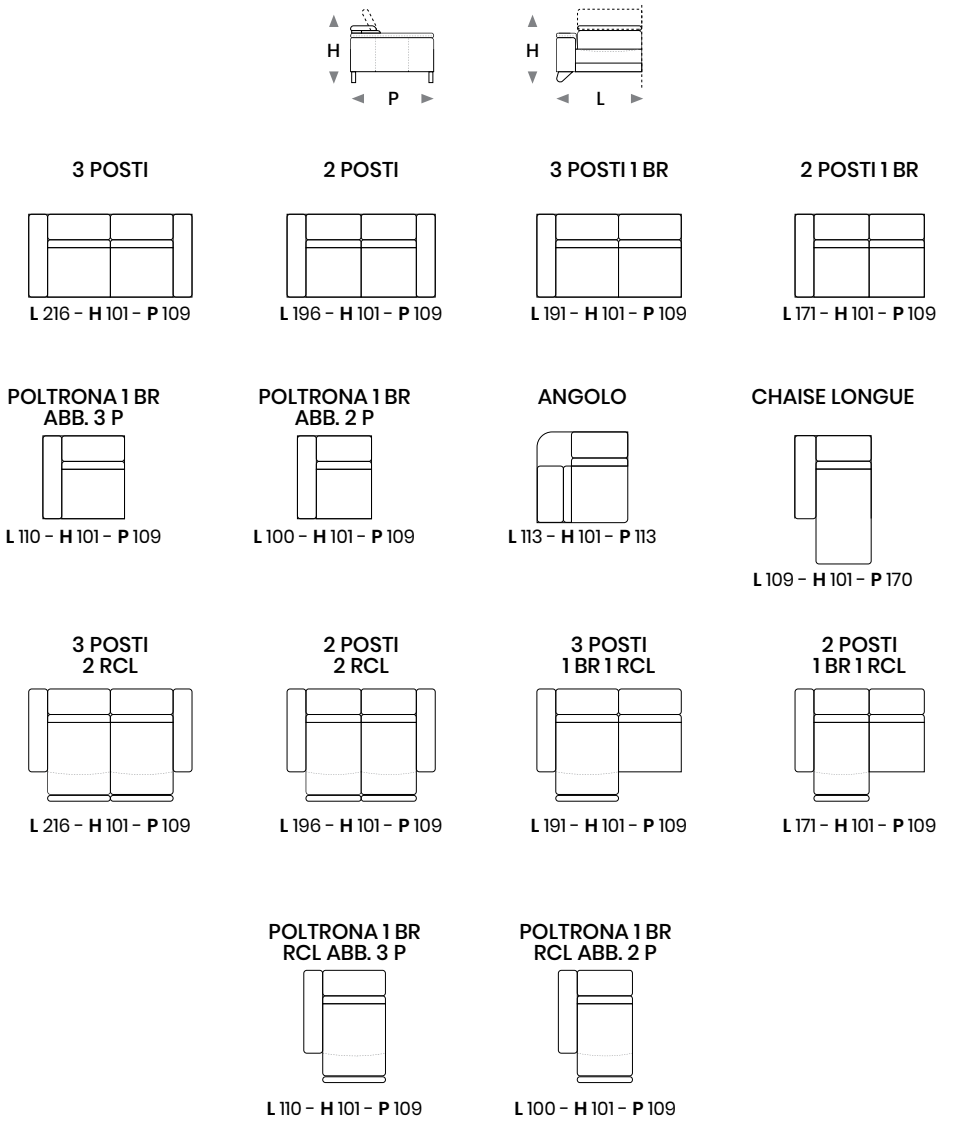 H
H
P
L
3 POSTI
2 POSTI
3 POSTI 1 BR
2 POSTI 1 BR
L 216 - H 101 - P 109
L 196 - H 101 - P 109
L 191 - H 101 - P 109
L 171 - H 101 - P 109
POLTRONA 1 BR
ABB. 3 P
POLTRONA 1 BR
ABB. 2 P
ANGOLO
CHAISE LONGUE
L 110 - H 101 - P 109
L 100 - H 101 - P 109
L 113 - H 101 - P 113
L 109 - H 101 - P 170
3 POSTI
2 RCL
2 POSTI
2 RCL
3 POSTI
1 BR 1 RCL
2 POSTI
1 BR 1 RCL
L 216 - H 101 - P 109
L 196 - H 101 - P 109
L 191 - H 101 - P 109
L 171 - H 101 - P 109
POLTRONA 1 BR
RCL ABB. 3 P
POLTRONA 1 BR
RCL ABB. 2 P
L 110 - H 101 - P 109
L 100 - H 101 - P 109